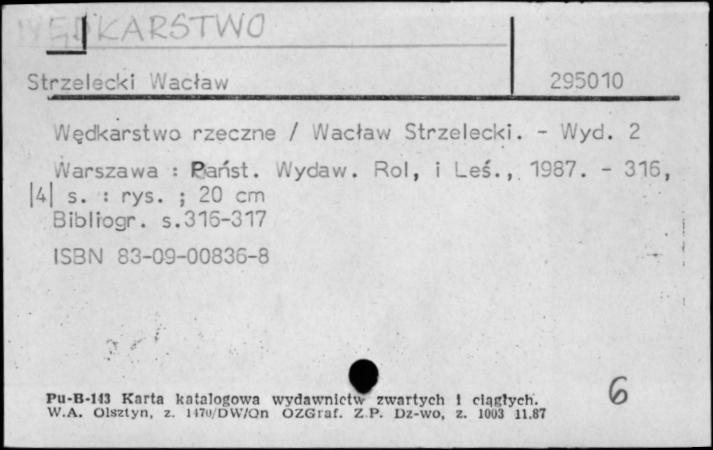 WĘDKARSTWO
Strzelecki Wacław 295010
Wędkarstwo rzeczne / Wacław Strzelecki. - Wyd. 2
Warszawa : Państ. Wydaw. Rol, i Leś., 1987. - 316,
|4| s. : rys. ; 20 cm
Bibliogr. s.316-317
ISBN 83-09-00836-8
6
Pu-B-143 Karta katalogowa wydawnictw zwartych i ciągłych.
W.A. Olsztyn, z. 1470/DW/On OZGraf. Z.P. Dz-wo, z. 1003 11.87